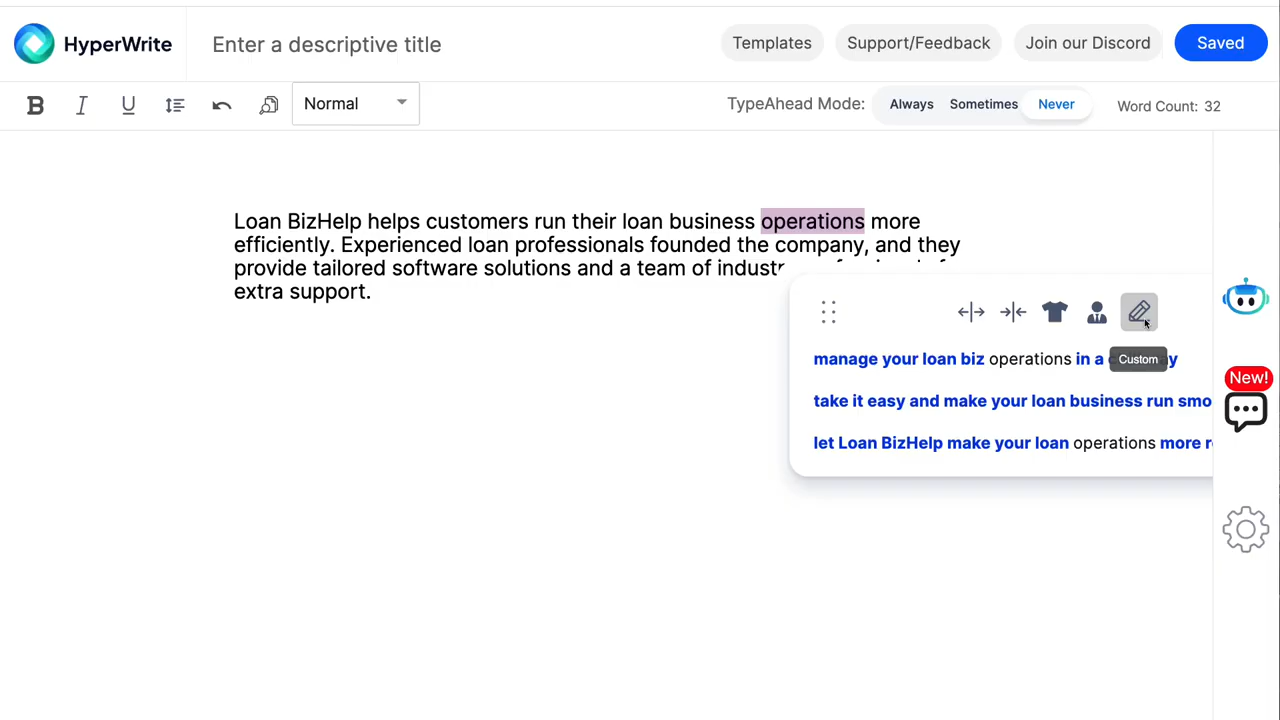 HyperWrite
Enter a descriptive title
Templates
Support/Feedback
Join our Discord
Saved
B I U
Normal
TypeAhead Mode:
Always
Sometimes
Never
Word Count: 32
Loan BizHelp helps customers run their loan business operations more
efficiently. Experienced loan professionals founded the company, and they
provide tailored software solutions and a team of
extra support.
manage your loan biz operations in a
Custom
take it easy and make your loan business run
New!
let Loan BizHelp make your loan operations more